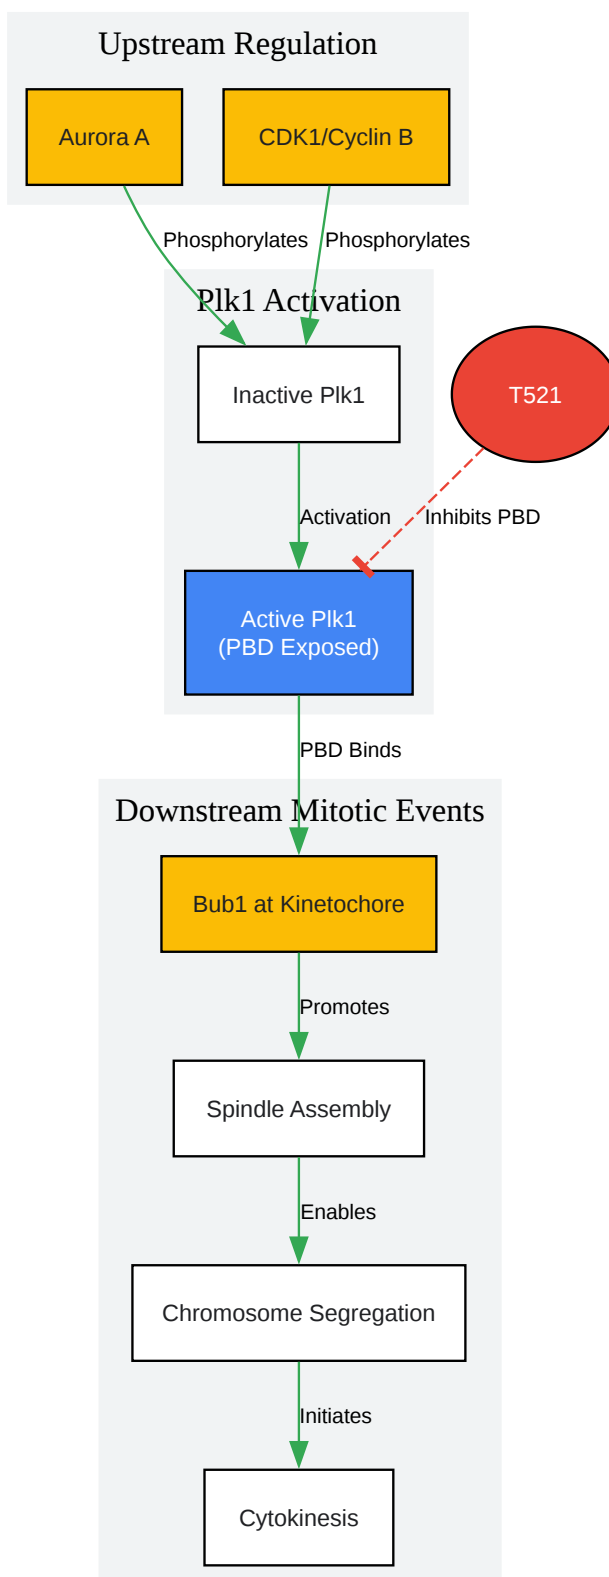 Upstream Regulation
Aurora A
CDK1/Cyclin B
Phosphorylates
Phosphorylates
Plk1 Activation
Inactive Plk1
T521
Activation
Inhibits PBD
Active Plk1
(PBD Exposed)
PBD Binds
Downstream Mitotic Events
Bub1 at Kinetochore
Promotes
Spindle Assembly
Enables
Chromosome Segregation
Initiates
Cytokinesis